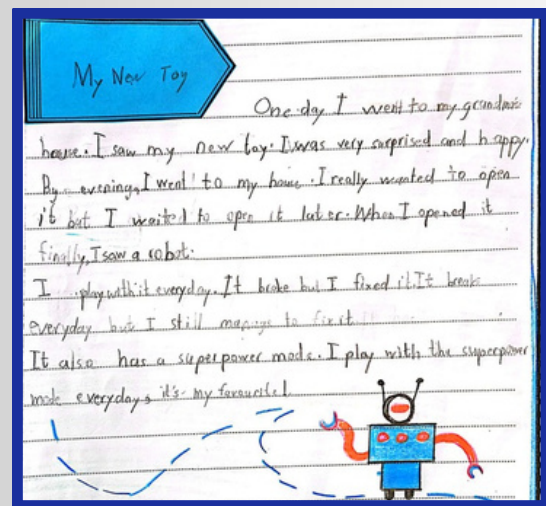 My New Toy
One day I went to my grandma's
house. I saw my new toy. I was very surprised and happy.
By evening, I went to my house. I really wanted to open
it but I waited to open it later. When I opened it
finally, I saw a robot.
I play with it everyday. It broke but I fixed it. It breaks
everyday but I still manage to fix it.
It also has a superpower mode. I play with the superpower
mode everyday, it's my favourite!